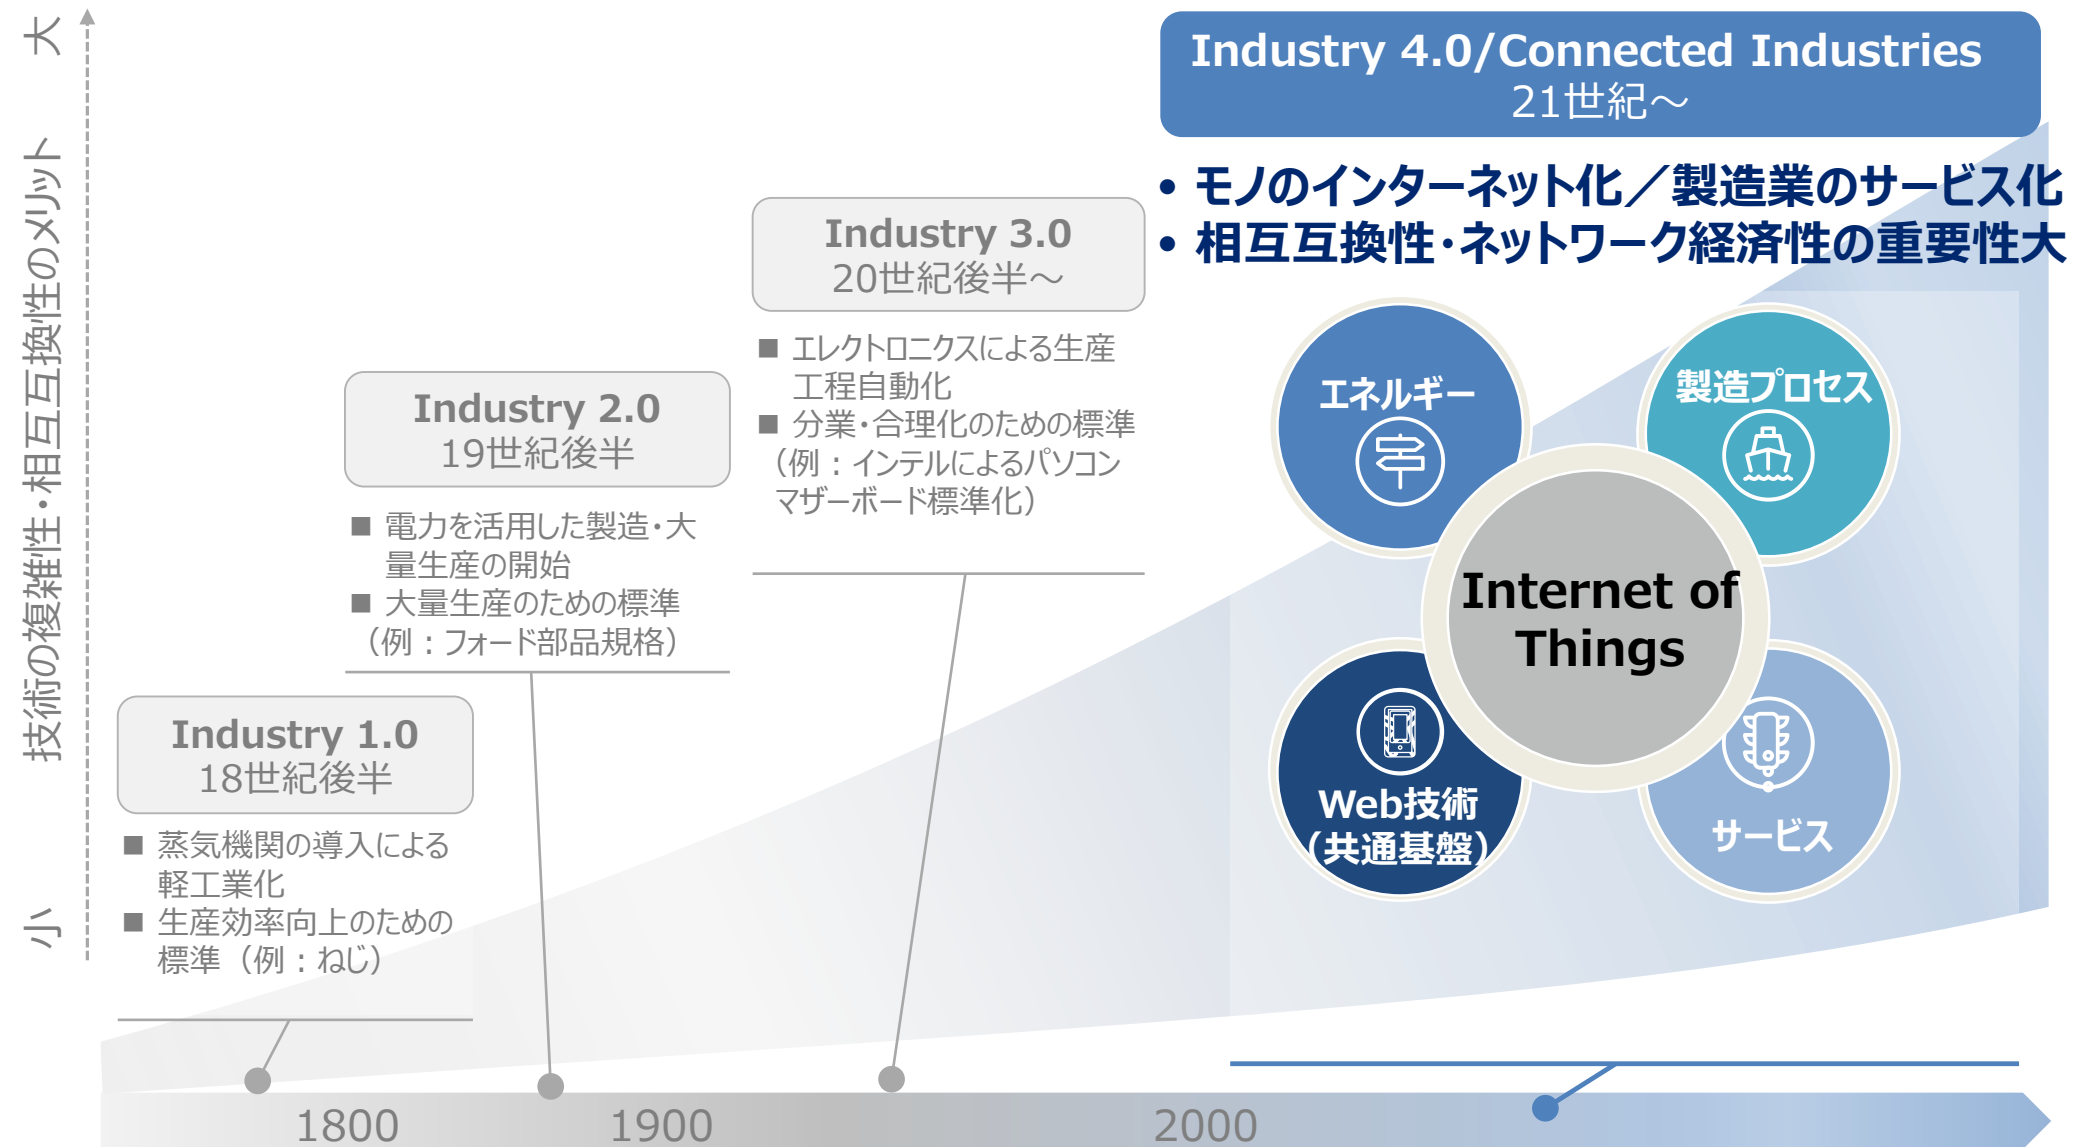 大
技術の複雑性・相互互換性のメリット
小
Industry 1.0
18世紀後半
■ 蒸気機関の導入による
軽工業化
■ 生産効率向上のための
標準（例：ねじ）
Industry 2.0
19世紀後半
■ 電力を活用した製造・大
量生産の開始
■ 大量生産のための標準
（例：フォード部品規格）
Industry 3.0
20世紀後半～
■ エレクトロニクスによる生産
工程自動化
■ 分業・合理化のための標準
（例：インテルによるパソコン
マザーボード標準化）
Industry 4.0/Connected Industries
21世紀～
• モノのインターネット化／製造業のサービス化
• 相互互換性・ネットワーク経済性の重要性大
エネルギー
製造プロセス
Internet of
Things
Web技術
（共通基盤）
サービス
1800
1900
2000